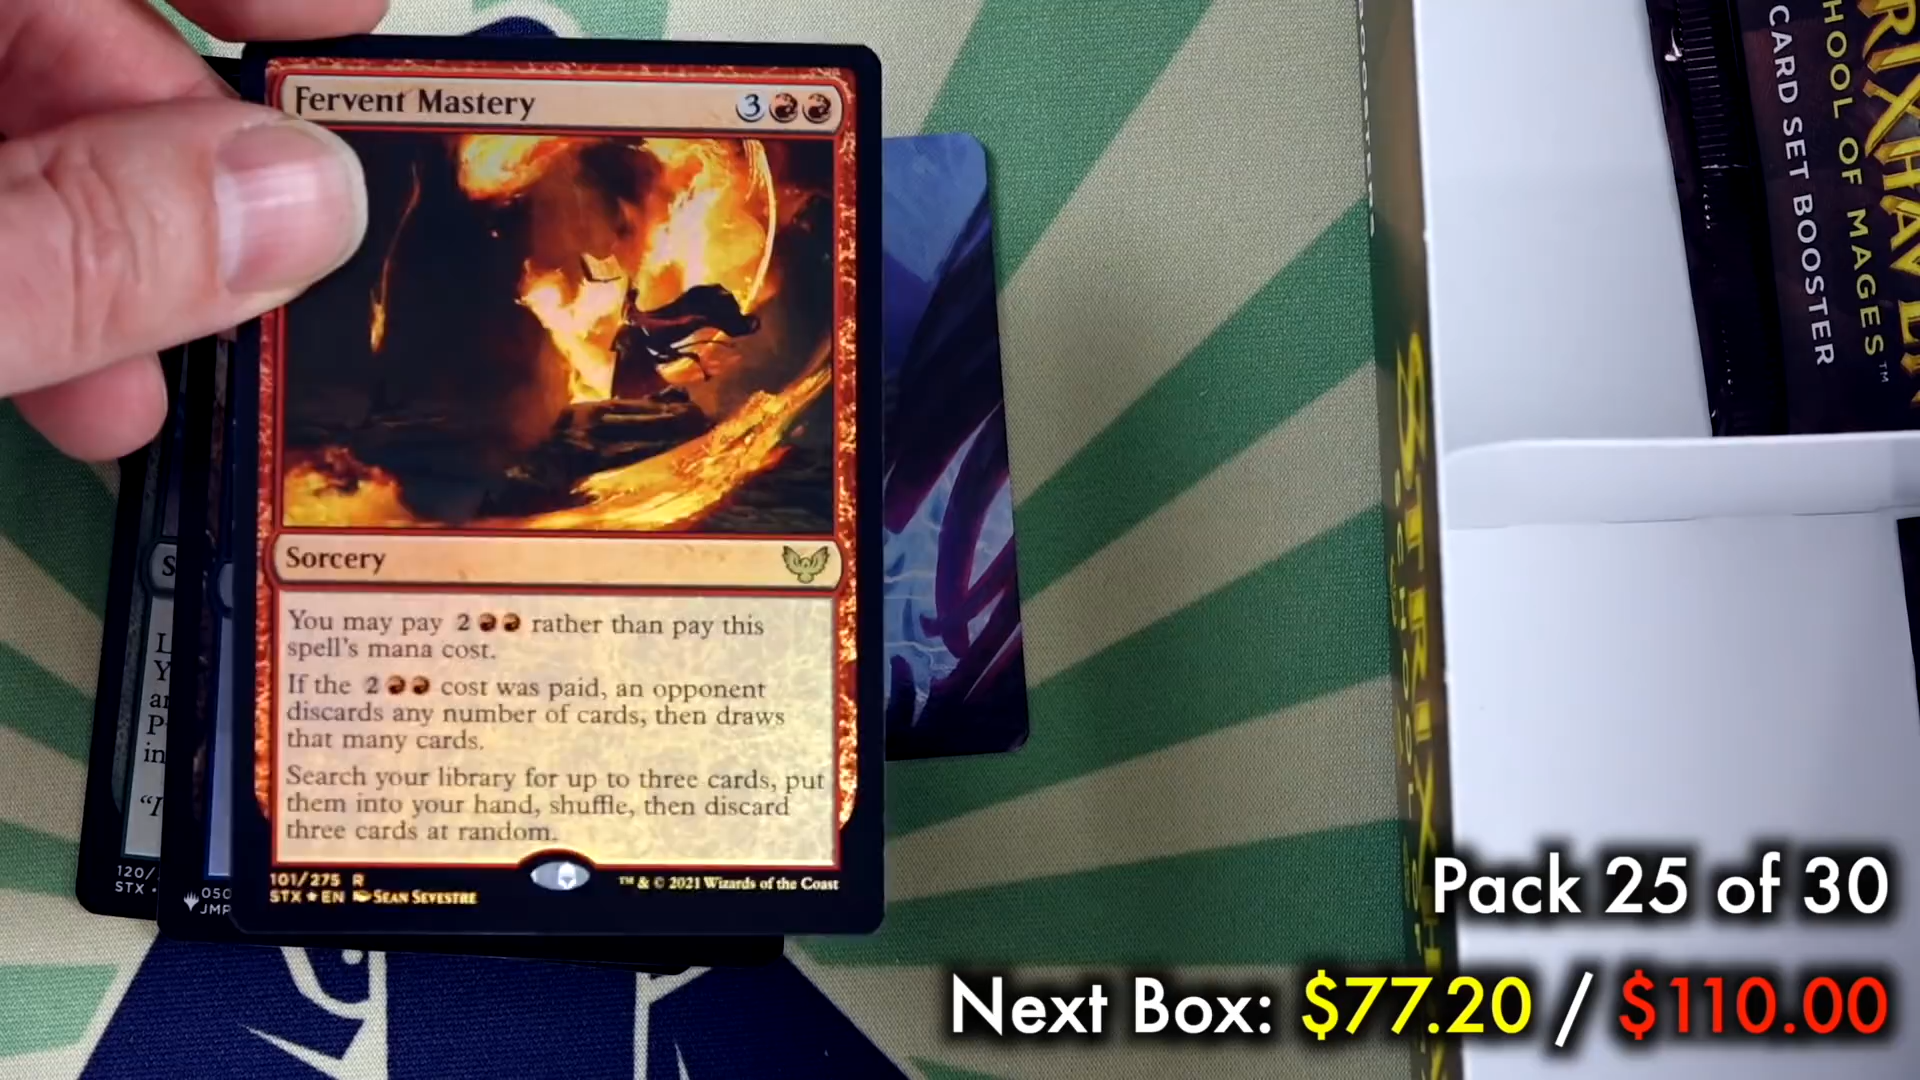 Fervent Mastery
3
Sorcery
You may pay 2 rather than pay this
spell's mana cost.
If the 2 cost was paid, an opponent
discards any number of cards, then draws
that many cards.
Search your library for up to three cards, put
them into your hand, shuffle, then discard
three cards at random.
101/275 R
STX ★ EN SEAN SEVESTRE
™ & © 2021 Wizards of the Coast
120/
STX •
050
JMP
"I
in
HOOL OF MAGES™
CARD SET BOOSTER
Pack 25 of 30
Next Box: $77.20 / $110.00